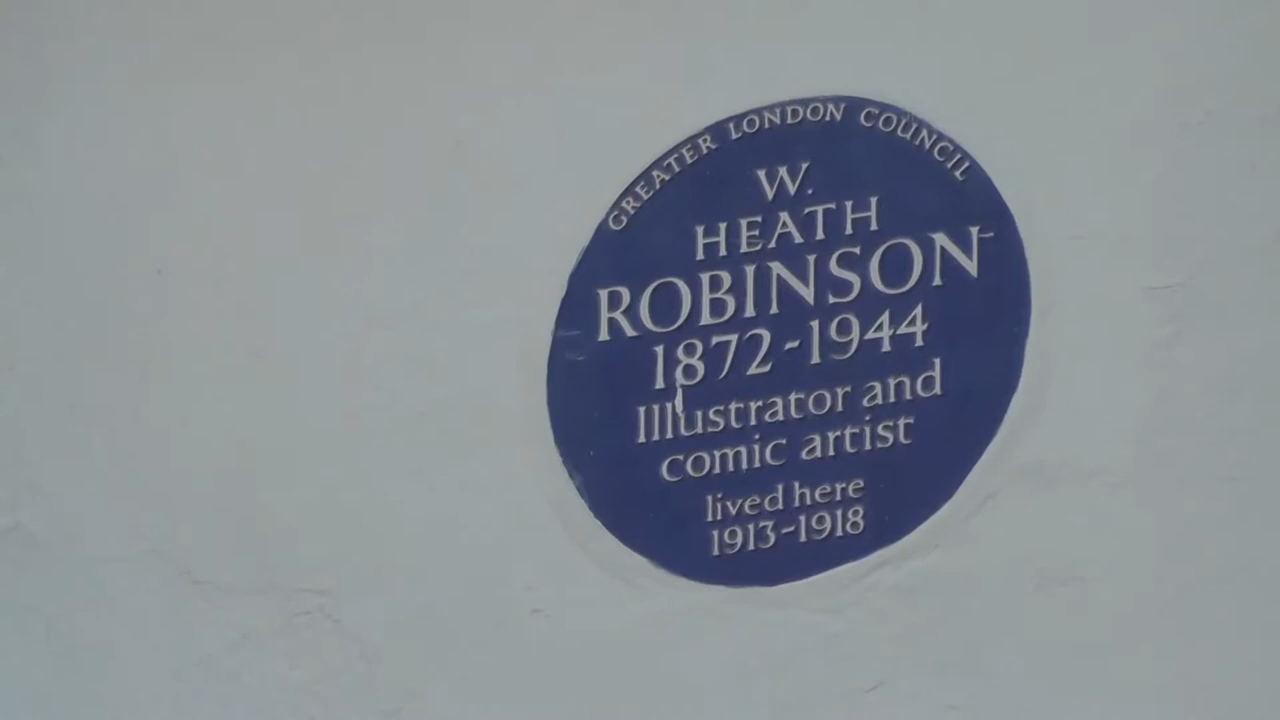 GREATER LONDON COUNCIL
W.
HEATH
ROBINSON
1872-1944
Illustrator and
comic artist
lived here
1913-1918